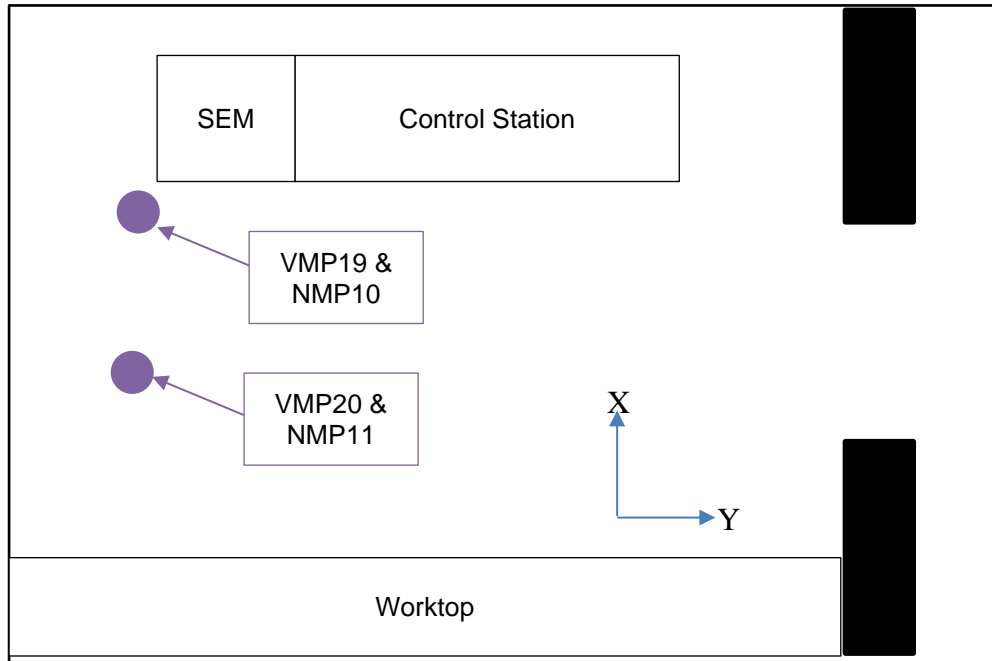 SEM
Control Station
VMP19 &
NMP10
VMP20 &
NMP11
X
Y
Worktop